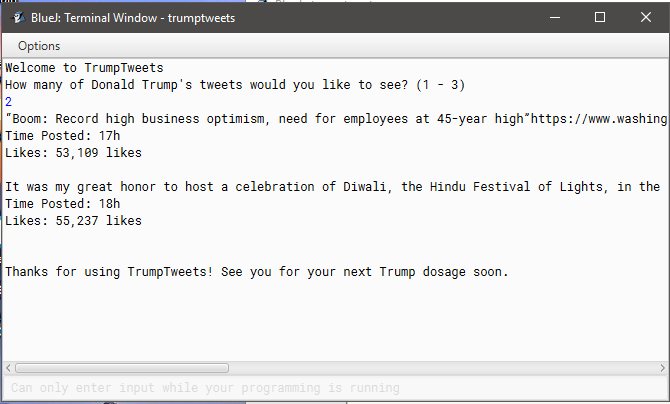 BlueJ: Terminal Window - trumptweets
Options
Welcome to TrumpTweets
How many of Donald Trump's tweets would you like to see? (1 - 3)
2
“Boom: Record high business optimism, need for employees at 45-year high”https://www.washing
Time Posted: 17h
Likes: 53,109 likes
It was my great honor to host a celebration of Diwali, the Hindu Festival of Lights, in the
Time Posted: 18h
Likes: 55,237 likes
Thanks for using TrumpTweets! See you for your next Trump dosage soon.
Can only enter input while your programming is running